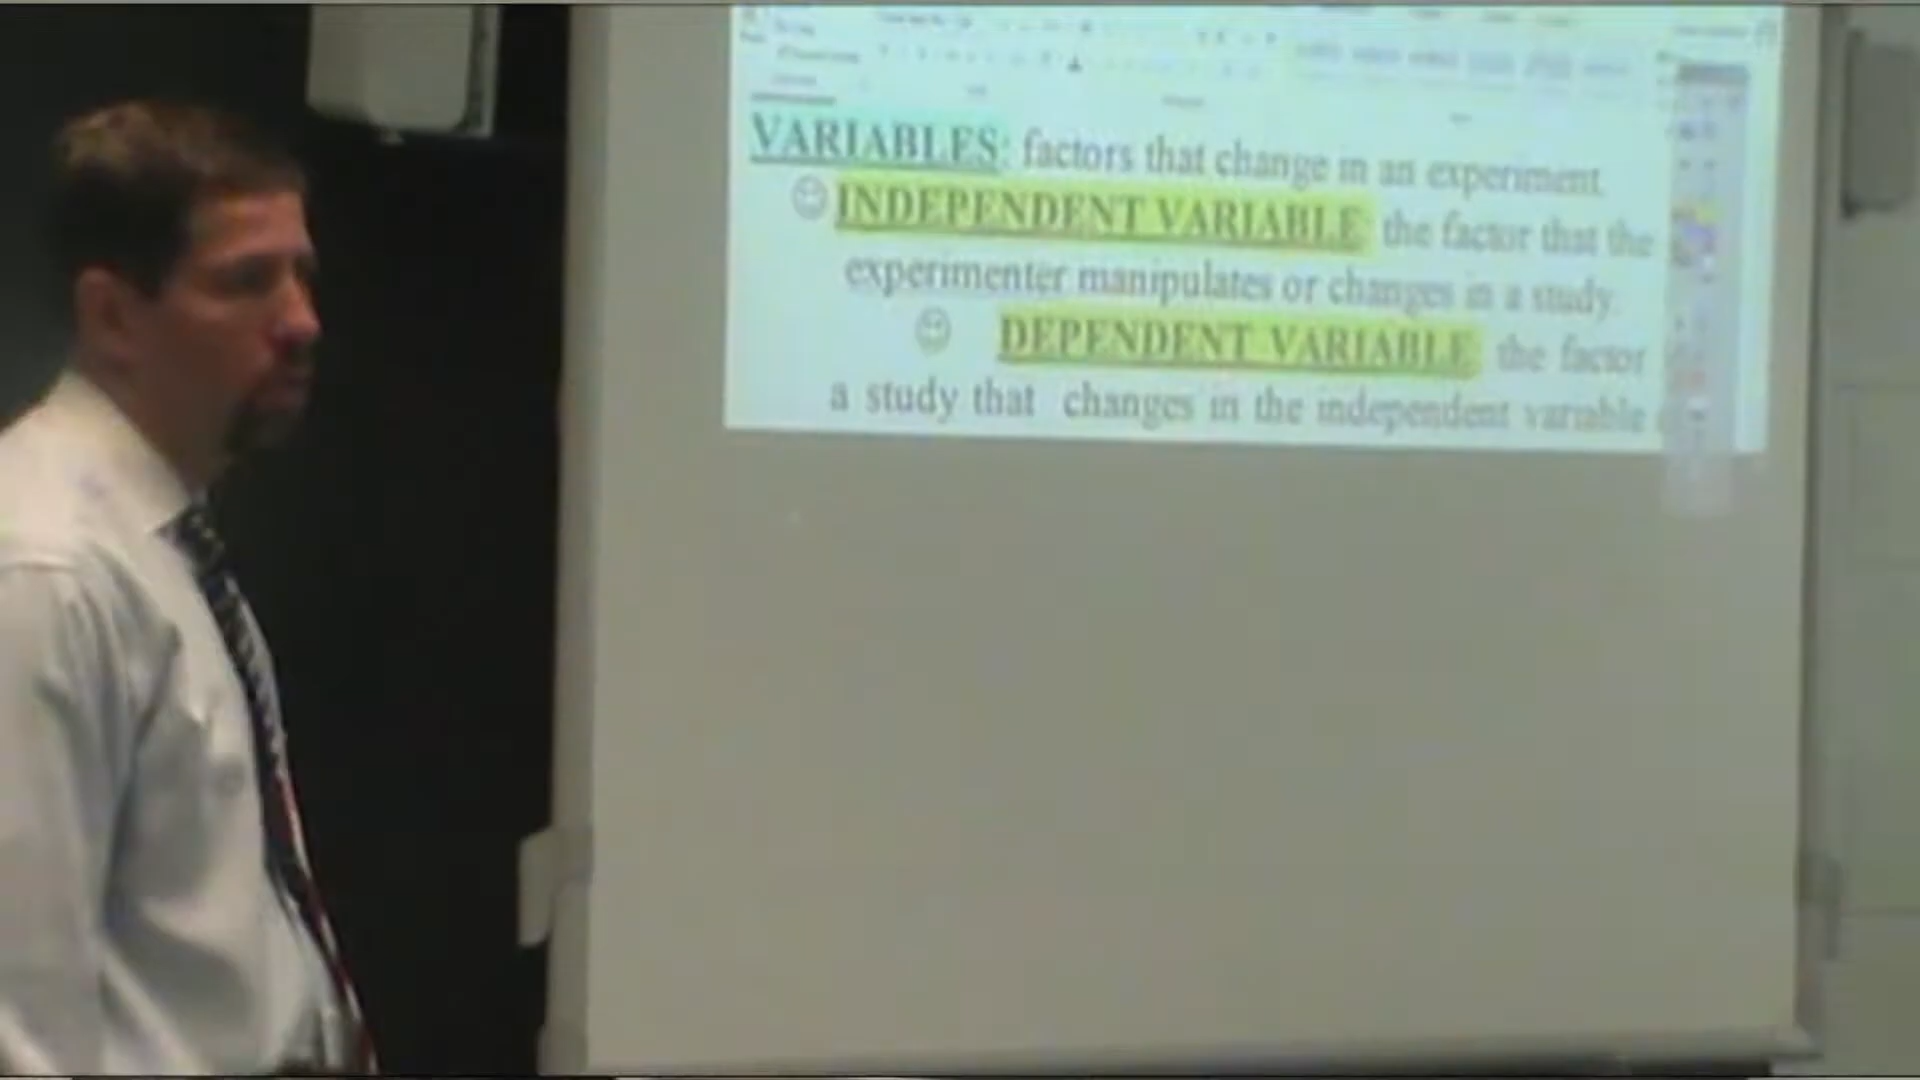 VARIABLES: factors that change in an experiment.
INDEPENDENT VARIABLE: the factor that the
experimenter manipulates or changes in a study.
DEPENDENT VARIABLE: the factor
a study that changes in the independent variable